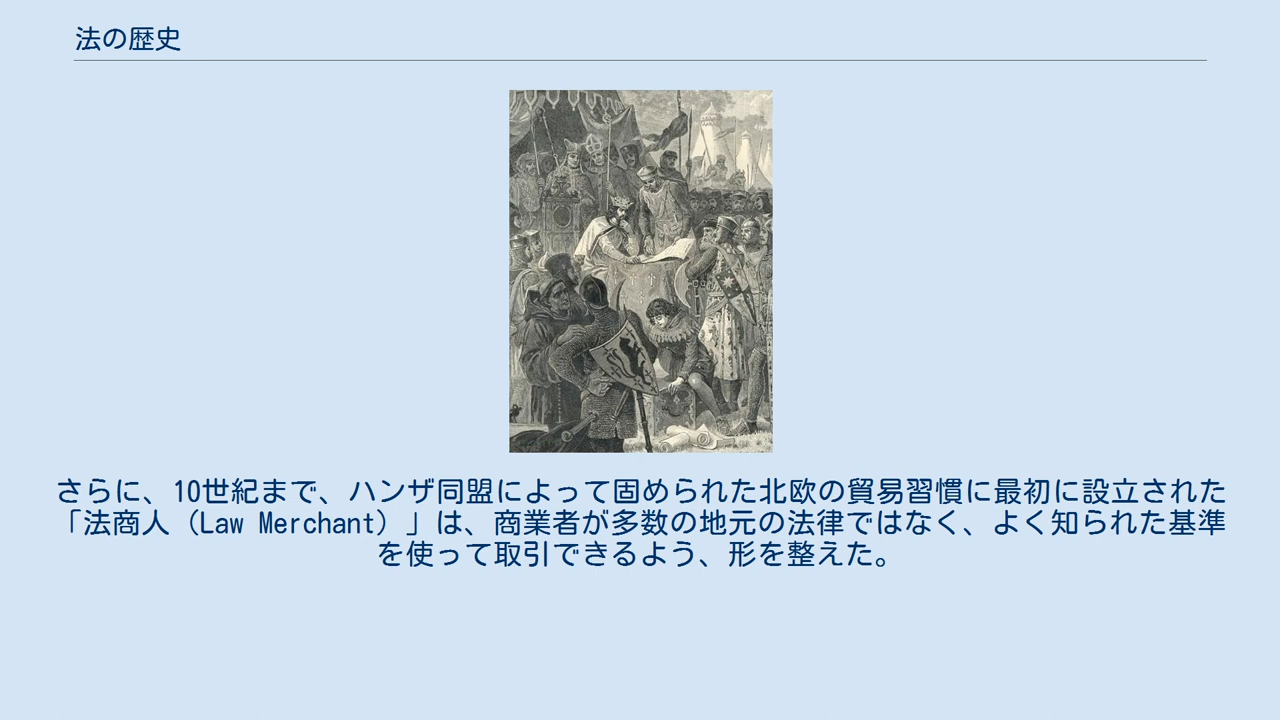 法の歴史
さらに、10世紀まで、ハンザ同盟によって固められた北欧の貿易習慣に最初に設立された
「法商人（Law Merchant）」は、商業者が多数の地元の法律ではなく、よく知られた基準
を使って取引できるよう、形を整えた。